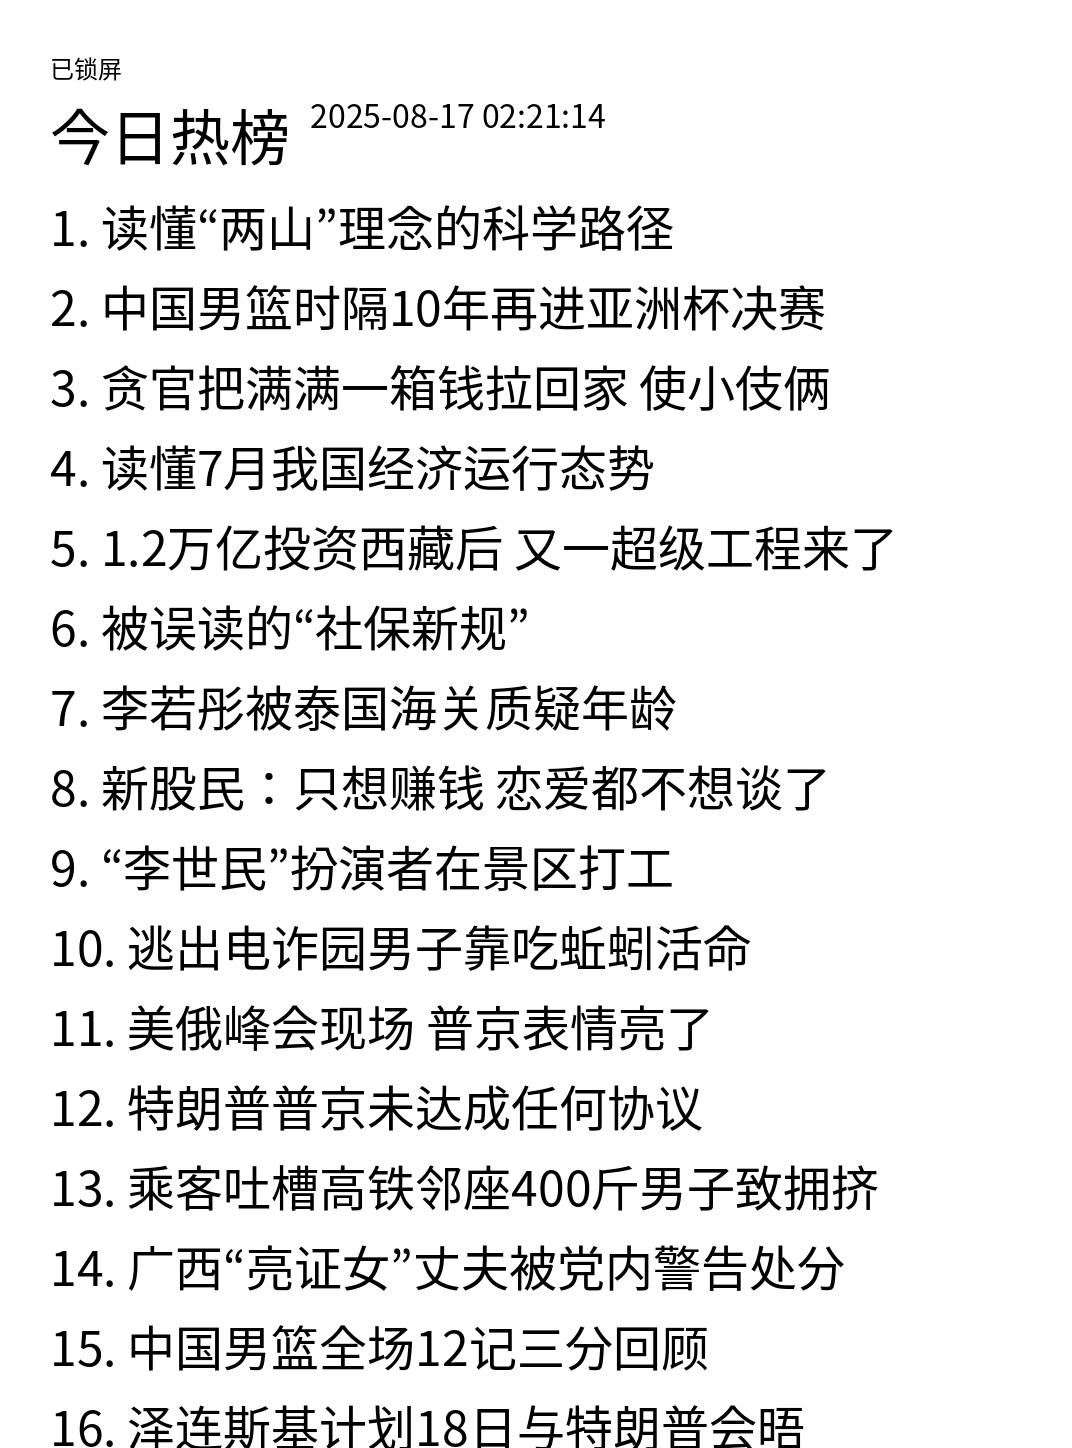 已锁屏
今日热榜 2025-08-17 02:21:14
1. 读懂“两山”理念的科学路径
2. 中国男篮时隔10年再进亚洲杯决赛
3. 贪官把满满一箱钱拉回家 使小伎俩
4. 读懂7月我国经济运行态势
5. 1.2万亿投资西藏后 又一超级工程来了
6. 被误读的“社保新规”
7. 李若彤被泰国海关质疑年龄
8. 新股民：只想赚钱 恋爱都不想谈了
9. “李世民”扮演者在景区打工
10. 逃出电诈园男子靠吃蚯蚓活命
11. 美俄峰会现场 普京表情亮了
12. 特朗普普京未达成任何协议
13. 乘客吐槽高铁邻座400斤男子致拥挤
14. 广西“亮证女”丈夫被党内警告处分
15. 中国男篮全场12记三分回顾
16. 泽连斯基计划18日与特朗普会晤